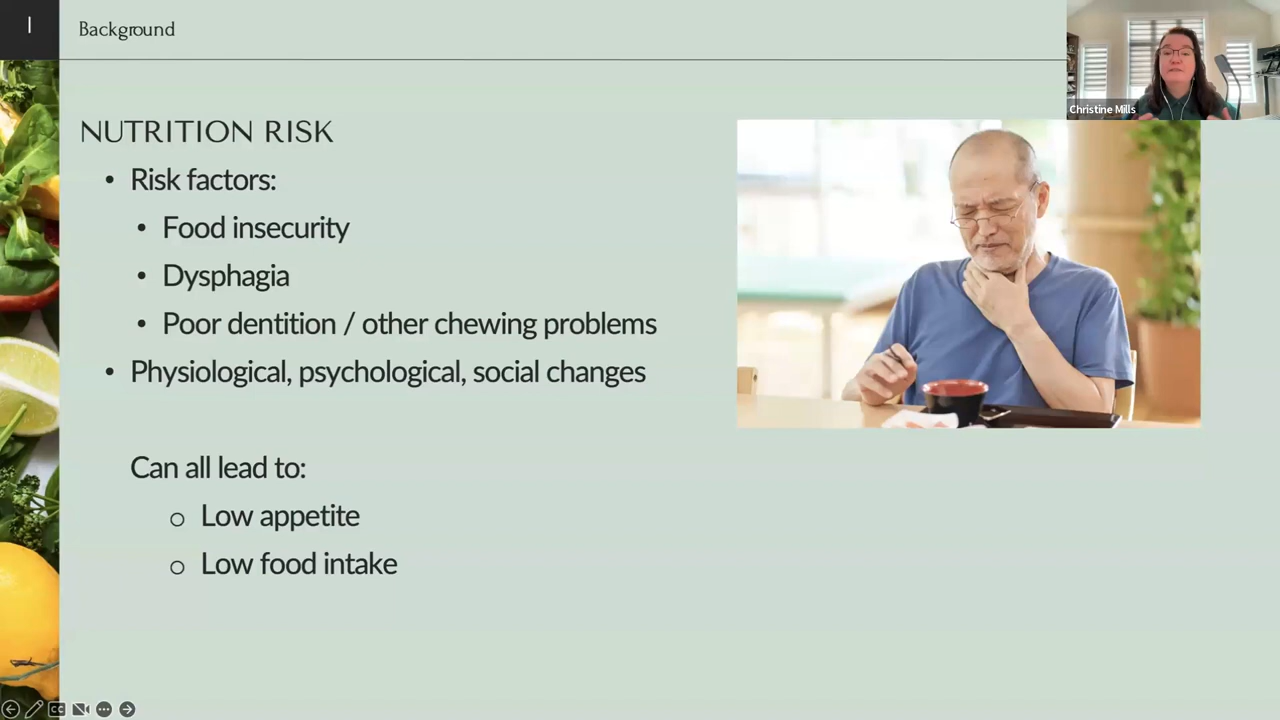 I
Background
Christine Mills
NUTRITION RISK
• Risk factors:
• Food insecurity
• Dysphagia
• Poor dentition / other chewing problems
• Physiological, psychological, social changes
Can all lead to:
o Low appetite
o Low food intake
CC